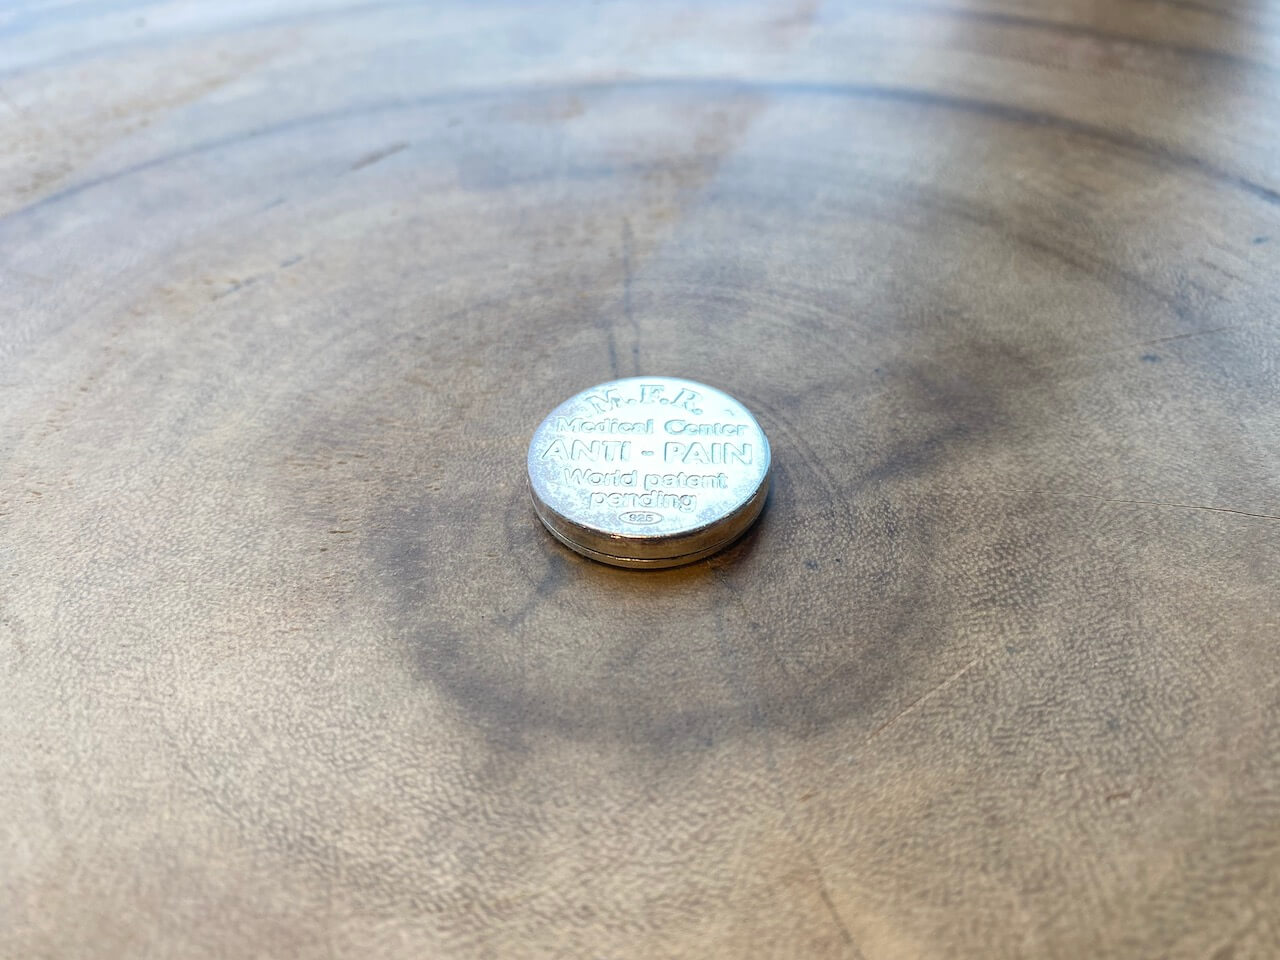 M.F.R.
Medical Center
ANTI - PAIN
World patent
pending
925